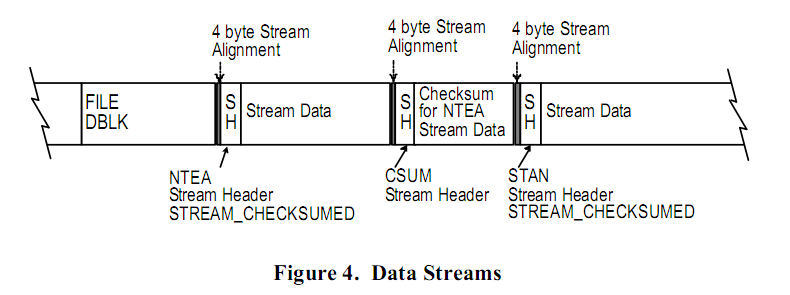 4 byte Stream
Alignment
4 byte Stream
Alignment
4 byte Stream
Alignment
FILE
DBLK
S
H
Stream Data
S
H
Checksum
for NTEA
Stream Data
S
H
Stream Data
NTEA
Stream Header
STREAM_CHECKSUMED
CSUM
Stream Header
STAN
Stream Header
STREAM_CHECKSUMED
Figure 4. Data Streams